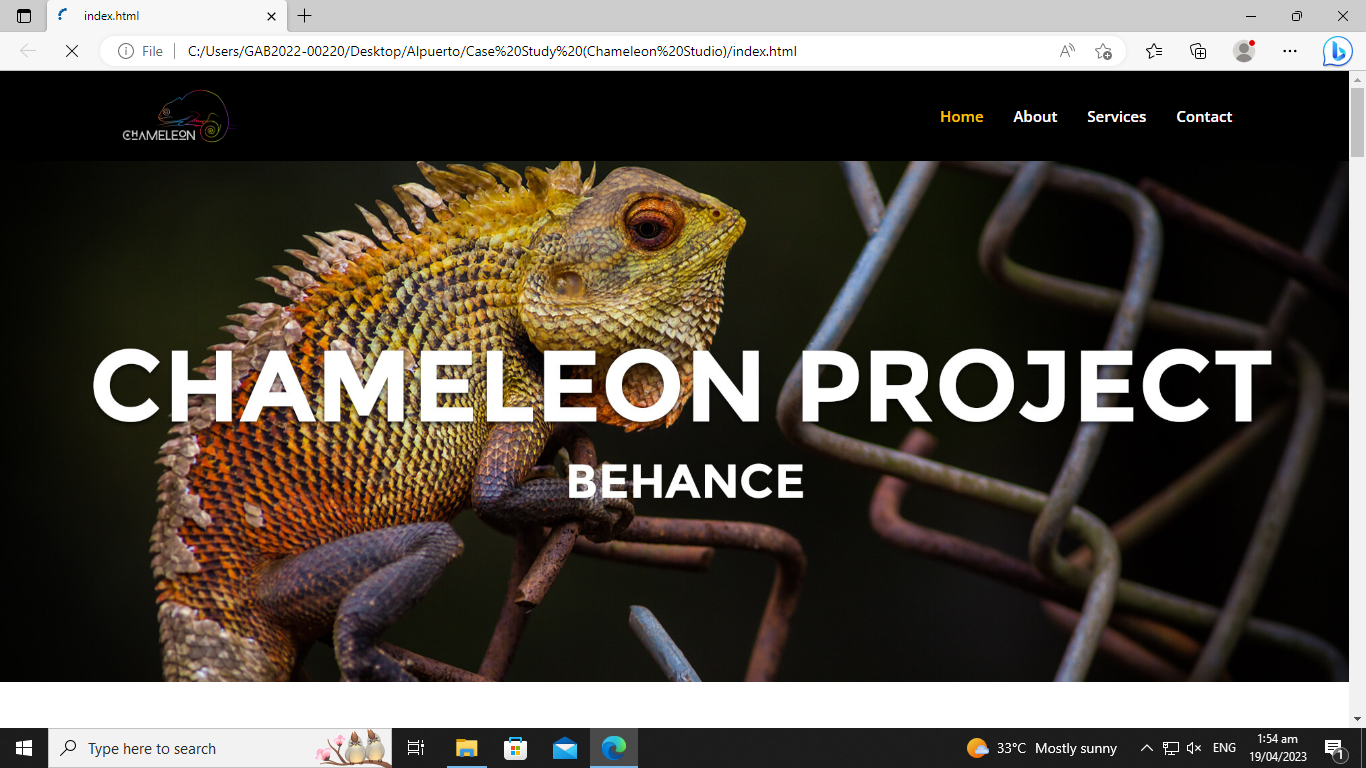 index.html
File
C:/Users/GAB2022-00220/Desktop/Alpuerto/Case%20Study%20(Chameleon%20Studio)/index.html
CHAMELEON
Home About Services Contact
CHAMELEON PROJECT
BEHANCE
Type here to search
33°C Mostly sunny
ENG
1:54 am
19/04/2023
1